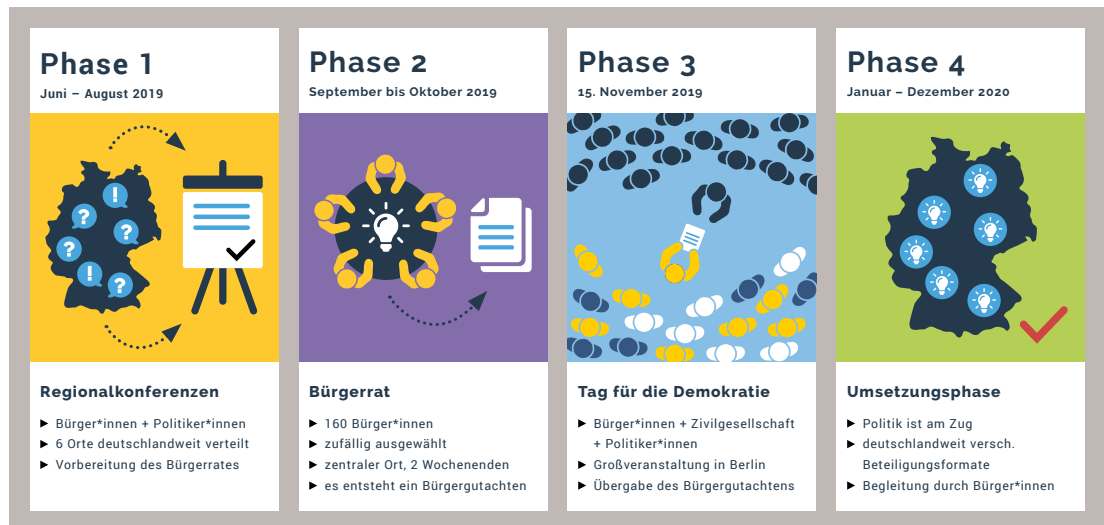 Phase 1
Juni – August 2019
! 
?
?
?
!
?
Regionalkonferenzen
► Bürger*innen + Politiker*innen
► 6 Orte deutschlandweit verteilt
► Vorbereitung des Bürgerrates
Phase 2
September bis Oktober 2019
Bürgerrat
► 160 Bürger*innen
► zufällig ausgewählt
► zentraler Ort, 2 Wochenenden
► es entsteht ein Bürgergutachten
Phase 3
15. November 2019
Tag für die Demokratie
► Bürger*innen + Zivilgesellschaft
+ Politiker*innen
► Großveranstaltung in Berlin
► Übergabe des Bürgergutachtens
Phase 4
Januar – Dezember 2020
Umsetzungsphase
► Politik ist am Zug
► deutschlandweit versch.
Beteiligungsformate
► Begleitung durch Bürger*innen